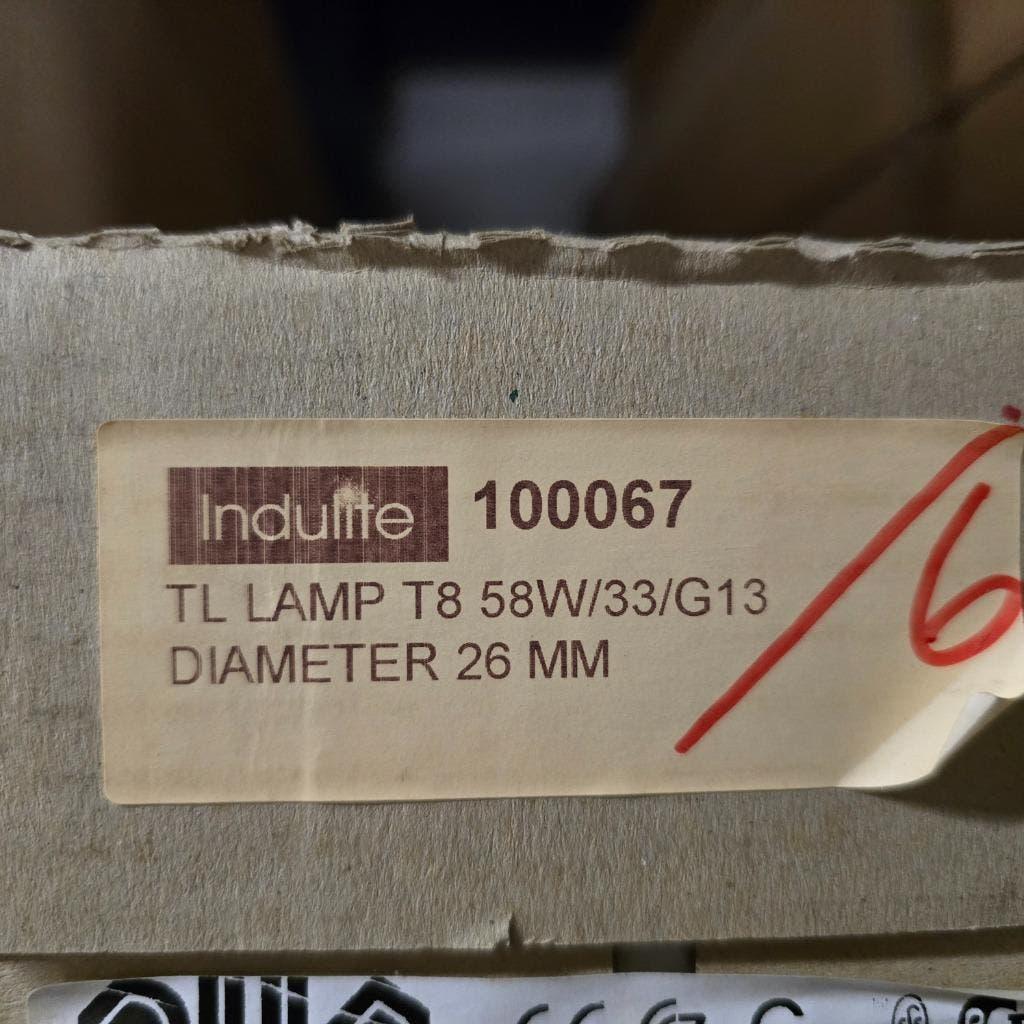 Indulite 100067
TL LAMP T8 58W/33/G13
DIAMETER 26 MM
6